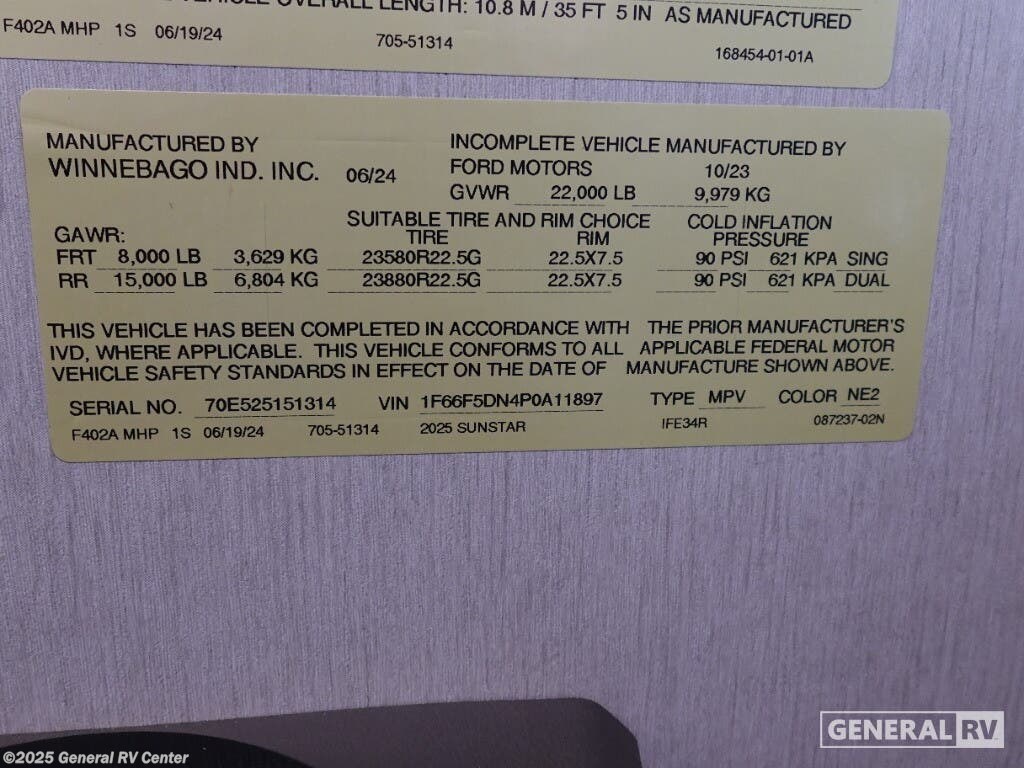 VEHICLE OVERALL LENGTH: 10.8 M / 35 FT 5 IN AS MANUFACTURED
F402A MHP 1S 06/19/24 705-51314 168454-01-01A
MANUFACTURED BY INCOMPLETE VEHICLE MANUFACTURED BY
WINNEBAGO IND. INC. 06/24 FORD MOTORS 10/23
GVWR 22,000 LB 9,979 KG
SUITABLE TIRE AND RIM CHOICE COLD INFLATION
GAWR: TIRE RIM PRESSURE
FRT 8,000 LB 3,629 KG 23580R22.5G 22.5X7.5 90 PSI 621 KPA SING
RR 15,000 LB 6,804 KG 23880R22.5G 22.5X7.5 90 PSI 621 KPA DUAL
THIS VEHICLE HAS BEEN COMPLETED IN ACCORDANCE WITH THE PRIOR MANUFACTURER'S
IVD, WHERE APPLICABLE. THIS VEHICLE CONFORMS TO ALL APPLICABLE FEDERAL MOTOR
VEHICLE SAFETY STANDARDS IN EFFECT ON THE DATE OF MANUFACTURE SHOWN ABOVE.
SERIAL NO. 70E525151314 VIN 1F66F5DN4P0A11897 TYPE MPV COLOR NE2
F402A MHP 1S 06/19/24 705-51314 2025 SUNSTAR IFE34R 087237-02N
GENERAL RV
©2025 General RV Center